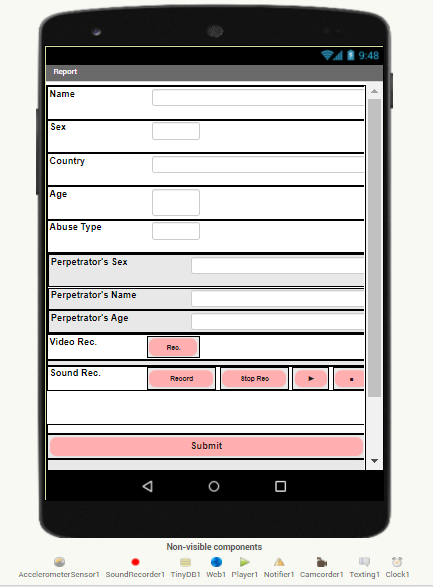 9:48
Report
Name
Sex
Country
Age
Abuse Type
Perpetrator's Sex
Perpetrator's Name
Perpetrator's Age
Video Rec.
Rec.
Sound Rec.
Record
Stop Rec
Submit
Non-visible components
AccelerometerSensor1 SoundRecorder1 TinyDB1 Web1 Player1 Notifier1 Camcorder1 Texting1 Clock1